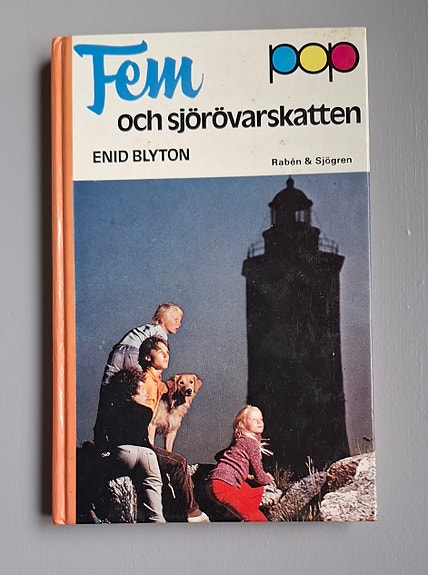 Fem
pop
och sjörövarskatten
ENID BLYTON
Rabén & Sjögren